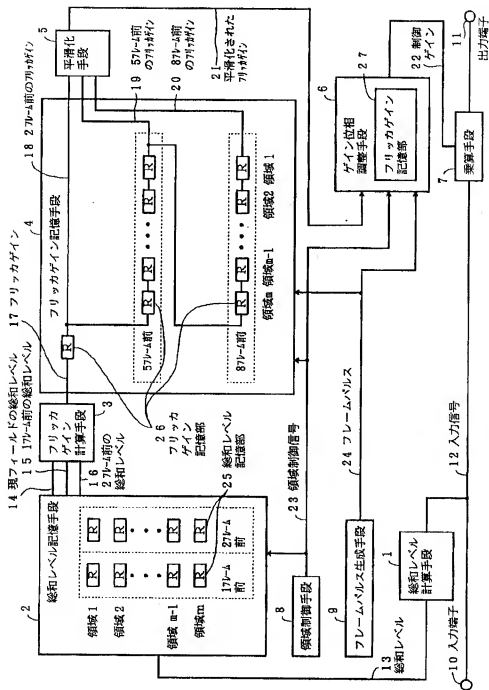 2
総和レベル記憶手段
領域1
領域2
領域 m-1
領域m
R
R
R
R
R
R
R
R
1フレーム前
2フレーム前
14 現フィールドの総和レベル
15 1フレーム前の総和レベル
16 2フレーム前の総和レベル
25 総和レベル記憶部
フリッカゲイン計算手段
3
17 フリッカゲイン
4
フリッカゲイン記憶手段
R
18 2フレーム前のフリッカゲイン
26 フリッカゲイン記憶部
5フレーム前
R
R
R
R
8フレーム前
R
R
R
R
領域m
領域m-1
領域2
領域1
19 5フレーム前のフリッカゲイン
20 8フレーム前のフリッカゲイン
平滑化手段
5
21 平滑化されたフリッカゲイン
6
ゲイン位相調整手段
27
フリッカゲイン記憶部
22 制御ゲイン
8
領域制御手段
23 領域制御信号
9
フレームパルス生成手段
24 フレームパルス
1
総和レベル計算手段
13 総和レベル
10 入力端子
12 入力信号
乗算手段
7
11
出力端子